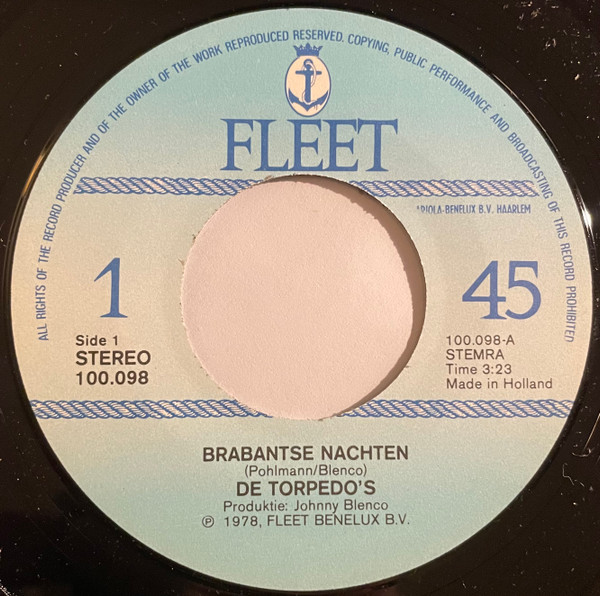 ALL RIGHTS OF THE RECORD PRODUCER AND OF THE OWNER OF THE WORK REPRODUCED RESERVED. COPYING, PUBLIC PERFORMANCE AND BROADCASTING OF THIS RECORD PROHIBITED
FLEET
ARIOLA-BENELUX B.V. HAARLEM
1
45
Side 1
STEREO
100.098
100.098-A
STEMRA
Time 3:23
Made in Holland
BRABANTSE NACHTEN
(Pohlmann/Blenco)
DE TORPEDO'S
Produktie: Johnny Blenco
℗ 1978, FLEET BENELUX B.V.